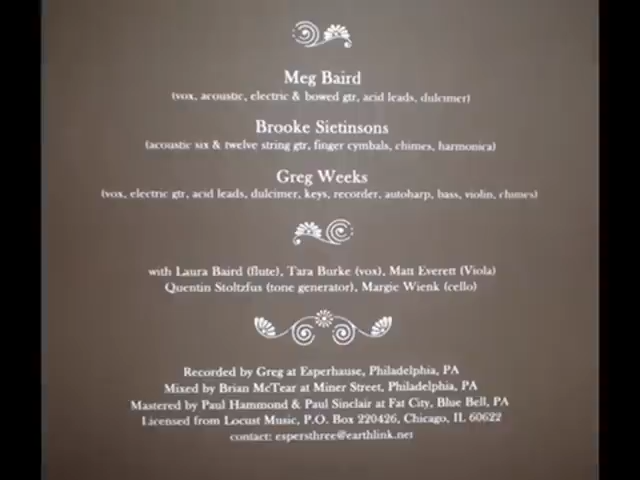 Meg Baird
(vox, acoustic, electric & bowed gtr, acid leads, dulcimer)
Brooke Sietinsons
(acoustic six & twelve string gtr, finger cymbals, chimes, harmonica)
Greg Weeks
(vox, electric gtr, acid leads, dulcimer, keys, recorder, autoharp, bass, violin, chimes)
with Laura Baird (flute), Tara Burke (vox), Matt Everett (Viola)
Quentin Stoltzfus (tone generator), Margie Wienk (cello)
Recorded by Greg at Esperhause, Philadelphia, PA
Mixed by Brian McTear at Miner Street, Philadelphia, PA
Mastered by Paul Hammond & Paul Sinclair at Fat City, Blue Bell, PA
Licensed from Locust Music, P.O. Box 220426, Chicago, IL 60622
contact: espersthree@earthlink.net